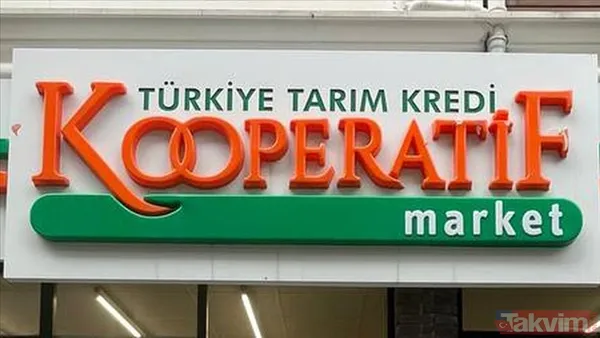 TÜRKİYE TARIM KREDİ
KOOPERATİF
market
Takvim